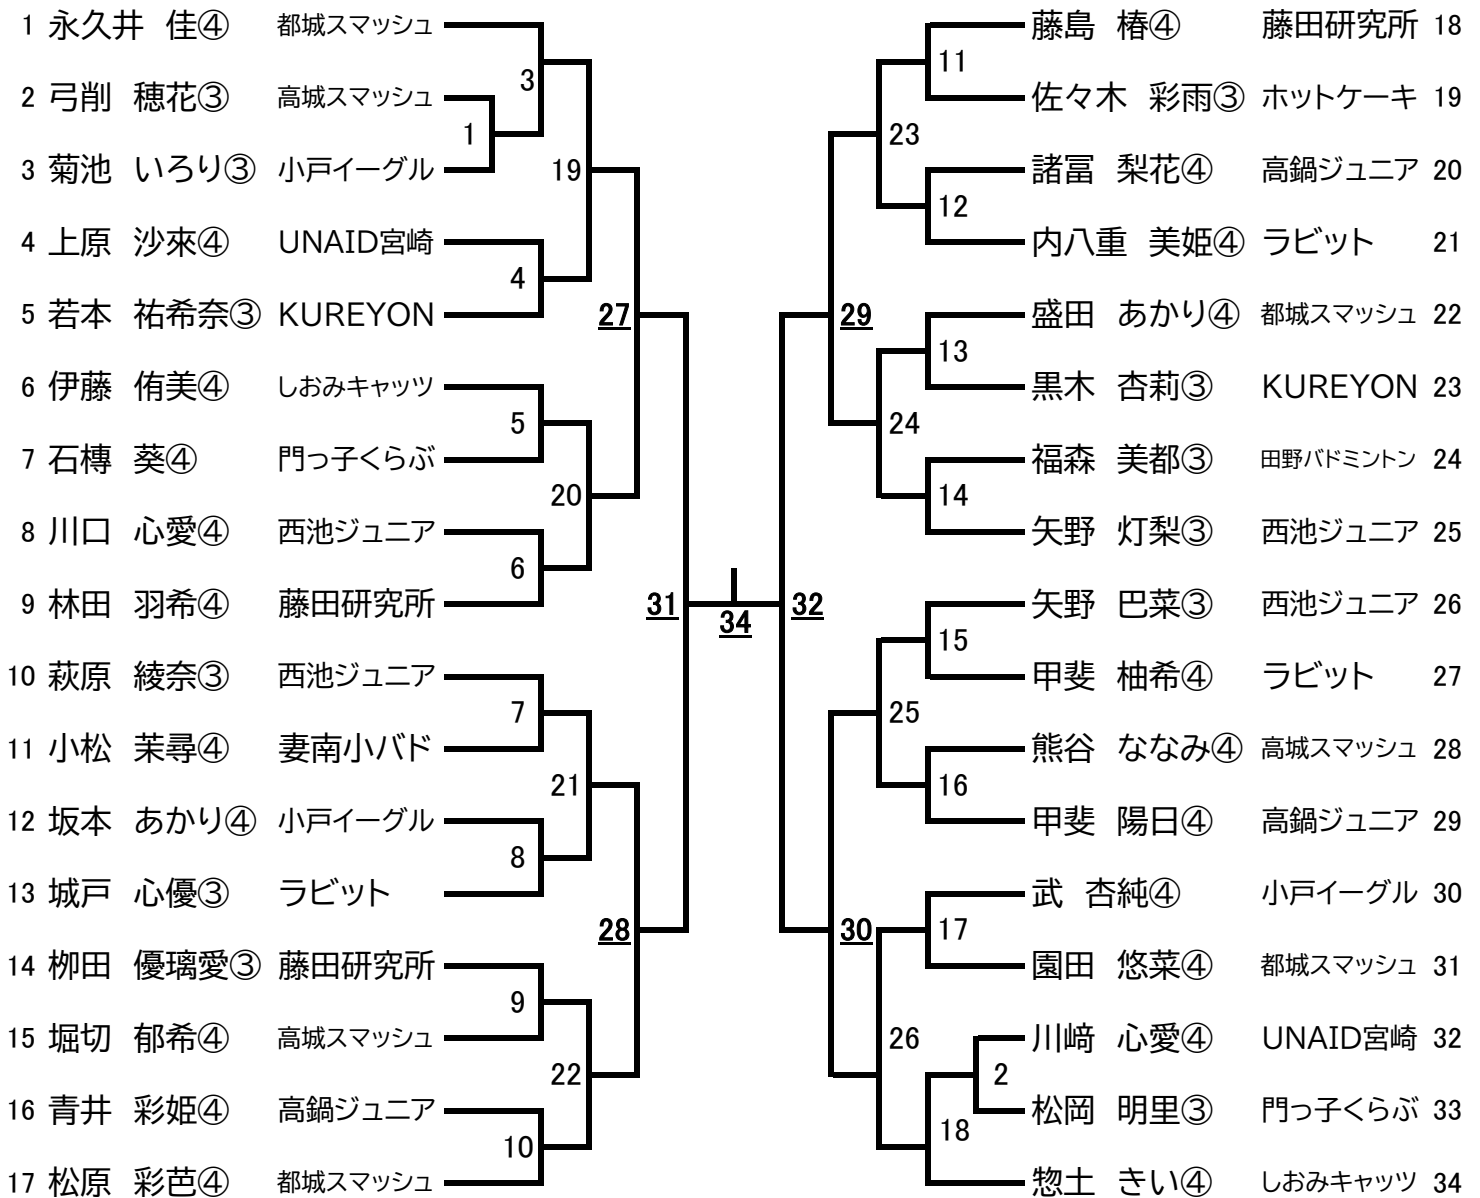 1 永久井 佳④ 都城スマッシュ
2 弓削 穂花③ 高城スマッシュ
3 菊池 いろり③ 小戸イーグル
4 上原 沙來④ UNAID宮崎
5 若本 祐希奈③ KUREYON
6 伊藤 侑美④ しおみキャッツ
7 石榑 葵④ 門っ子くらぶ
8 川口 心愛④ 西池ジュニア
9 林田 羽希④ 藤田研究所
10 萩原 綾奈③ 西池ジュニア
11 小松 茉尋④ 妻南小バド
12 坂本 あかり④ 小戸イーグル
13 城戸 心優③ ラビット
14 栁田 優璃愛③ 藤田研究所
15 堀切 郁希④ 高城スマッシュ
16 青井 彩姫④ 高鍋ジュニア
17 松原 彩芭④ 都城スマッシュ
3
1
19
4
27
5
20
6
31
7
21
8
28
9
22
10
34
32
11
23
12
29
13
24
14
15
25
16
30
17
26
2
18
藤島 椿④ 藤田研究所 18
佐々木 彩雨③ ホットケーキ 19
諸冨 梨花④ 高鍋ジュニア 20
内八重 美姫④ ラビット 21
盛田 あかり④ 都城スマッシュ 22
黒木 杏莉③ KUREYON 23
福森 美都③ 田野バドミントン 24
矢野 灯梨③ 西池ジュニア 25
矢野 巴菜③ 西池ジュニア 26
甲斐 柚希④ ラビット 27
熊谷 ななみ④ 高城スマッシュ 28
甲斐 陽日④ 高鍋ジュニア 29
武 杏純④ 小戸イーグル 30
園田 悠菜④ 都城スマッシュ 31
川﨑 心愛④ UNAID宮崎 32
松岡 明里③ 門っ子くらぶ 33
惣土 きい④ しおみキャッツ 34